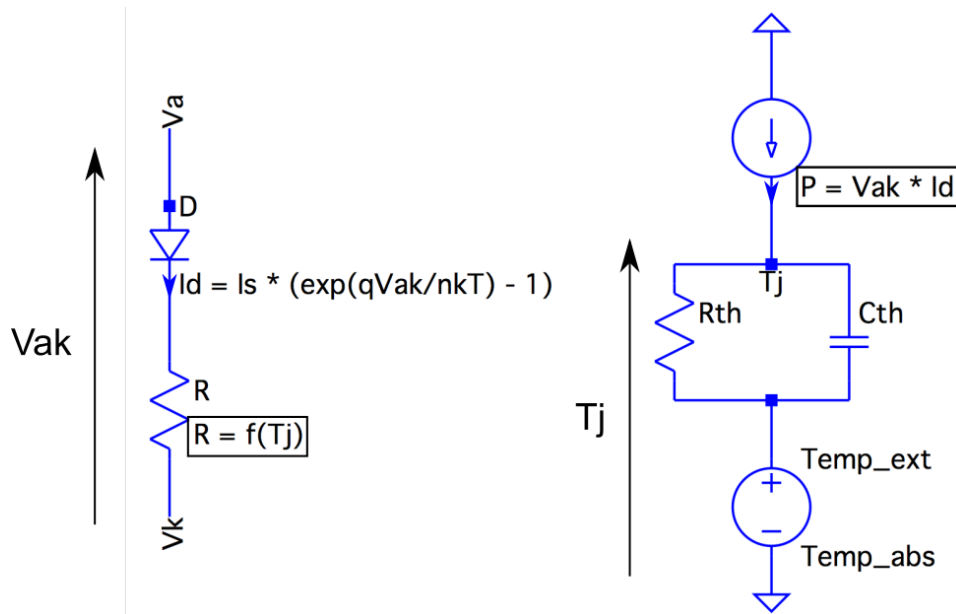 Va
D
Id = Is * (exp(qVak/nkT) - 1)
Vak
R
R = f(Tj)
Vk
P = Vak * Id
Tj
Rth
Cth
Tj
Temp_ext
+
−
Temp_abs